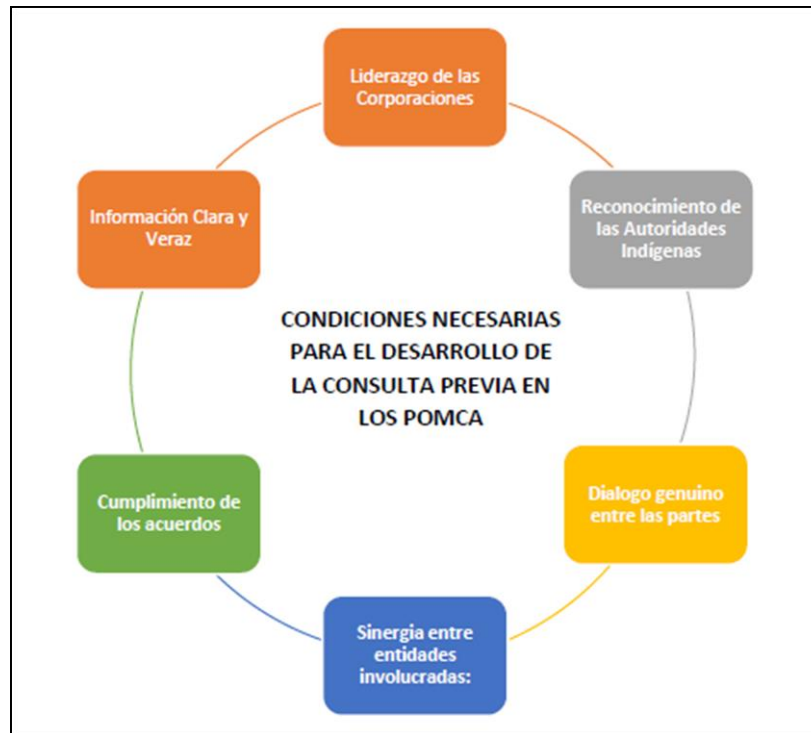 Liderazgo de las
Corporaciones
Reconocimiento de
las Autoridades
Indígenas
Dialogo genuino
entre las partes
Sinergia entre
entidades
involucradas:
Cumplimiento de
los acuerdos
Información Clara y
Veraz
CONDICIONES NECESARIAS
PARA EL DESARROLLO DE
LA CONSULTA PREVIA EN
LOS POMCA